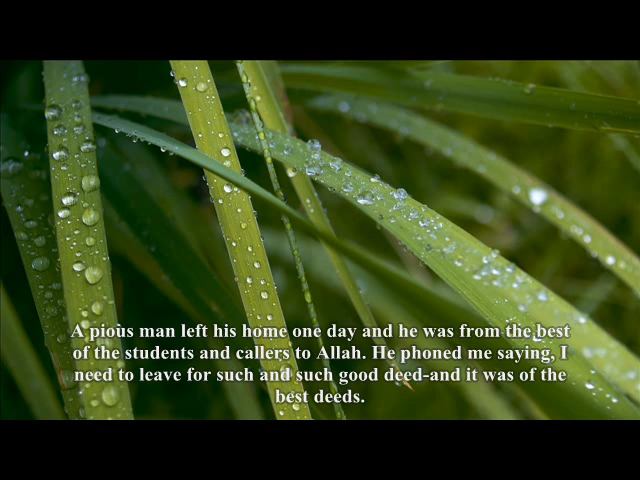 A pious man left his home one day and he was from the best
of the students and callers to Allah. He phoned me saying, I
need to leave for such and such good deed-and it was of the
best deeds.